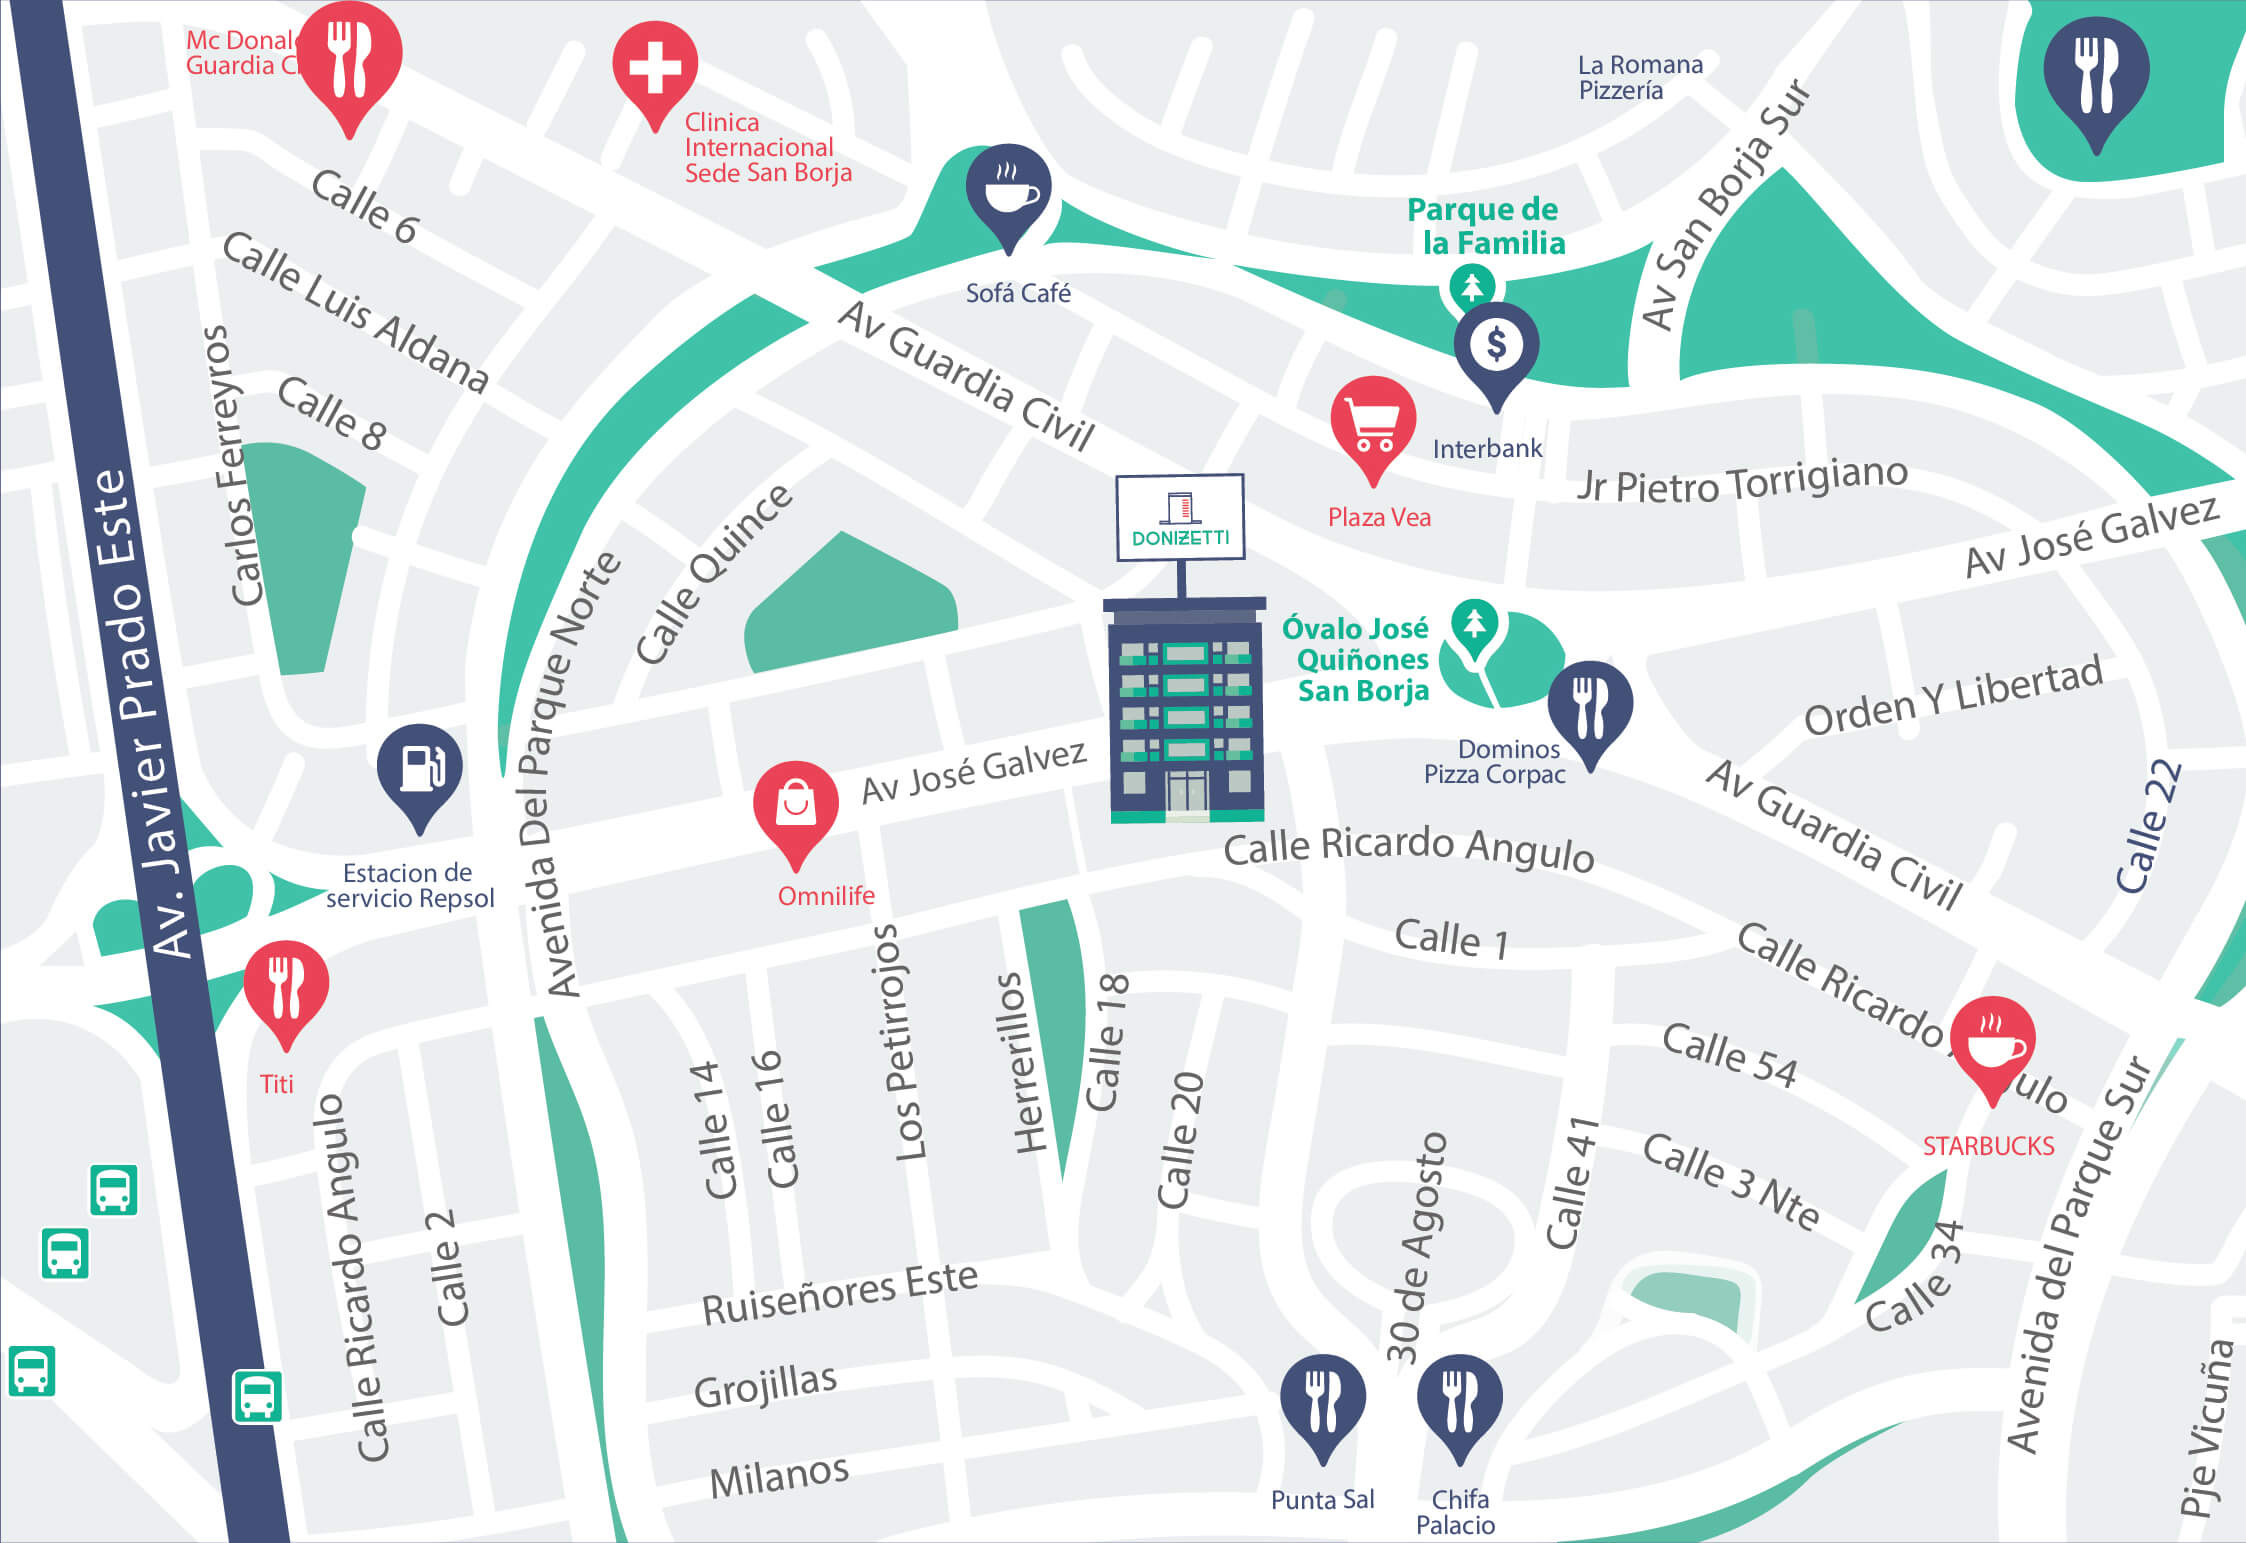 Mc Donal
Guardia C
Clinica
Internacional
Sede San Borja
La Romana
Pizzería
Calle 6
Calle Luis Aldana
Calle 8
Carlos Ferreyros
Av. Javier Prado Este
Sofá Café
Parque de
la Familia
Av San Borja Sur
Av Guardia Civil
Interbank
Plaza Vea
Jr Pietro Torrigiano
Av José Galvez
DONIZETTI
Calle Quince
Avenida Del Parque Norte
Óvalo José
Quiñones
San Borja
Dominos
Pizza Corpac
Orden Y Libertad
Av Guardia Civil
Calle 22
Av José Galvez
Omnilife
Estacion de
servicio Repsol
Calle Ricardo Angulo
Calle 1
Calle Ricardo
ulo
STARBUCKS
Calle 54
Calle 3 Nte
Calle 34
Avenida del Parque Sur
Pje Vicuña
Titi
Calle Ricardo Angulo
Calle 2
Calle 14
Calle 16
Los Petirrojos
Herrerillos
Calle 18
Calle 20
30 de Agosto
Calle 41
Ruiseñores Este
Grojillas
Milanos
Punta Sal
Chifa
Palacio